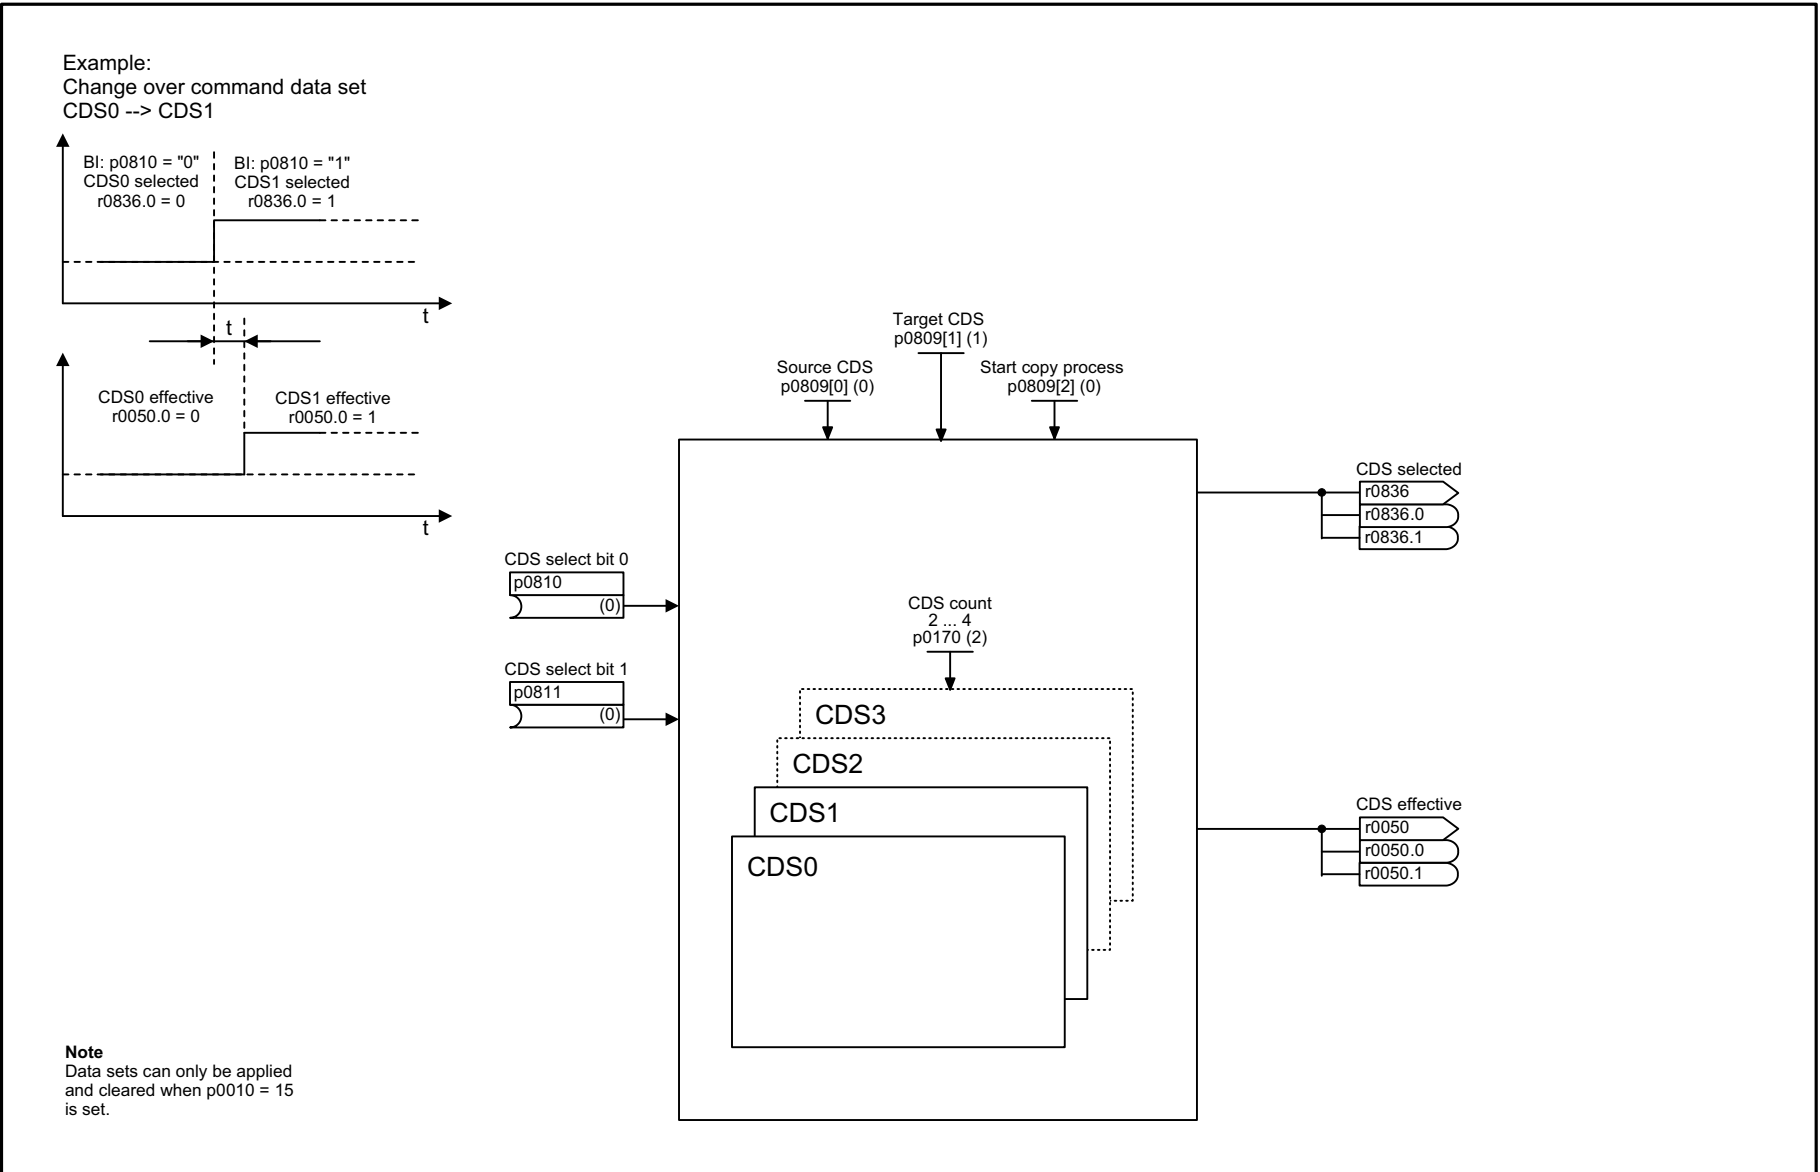 Example:
Change over command data set
CDS0 --> CDS1
BI: p0810 = "0"
CDS0 selected
r0836.0 = 0
BI: p0810 = "1"
CDS1 selected
r0836.0 = 1
t
t
CDS0 effective
r0050.0 = 0
CDS1 effective
r0050.0 = 1
t
Target CDS
p0809[1] (1)
Source CDS
p0809[0] (0)
Start copy process
p0809[2] (0)
CDS selected
r0836
r0836.0
r0836.1
CDS select bit 0
p0810
(0)
CDS select bit 1
p0811
(0)
CDS count
2 ... 4
p0170 (2)
CDS3
CDS2
CDS1
CDS0
CDS effective
r0050
r0050.0
r0050.1
Note
Data sets can only be applied
and cleared when p0010 = 15
is set.